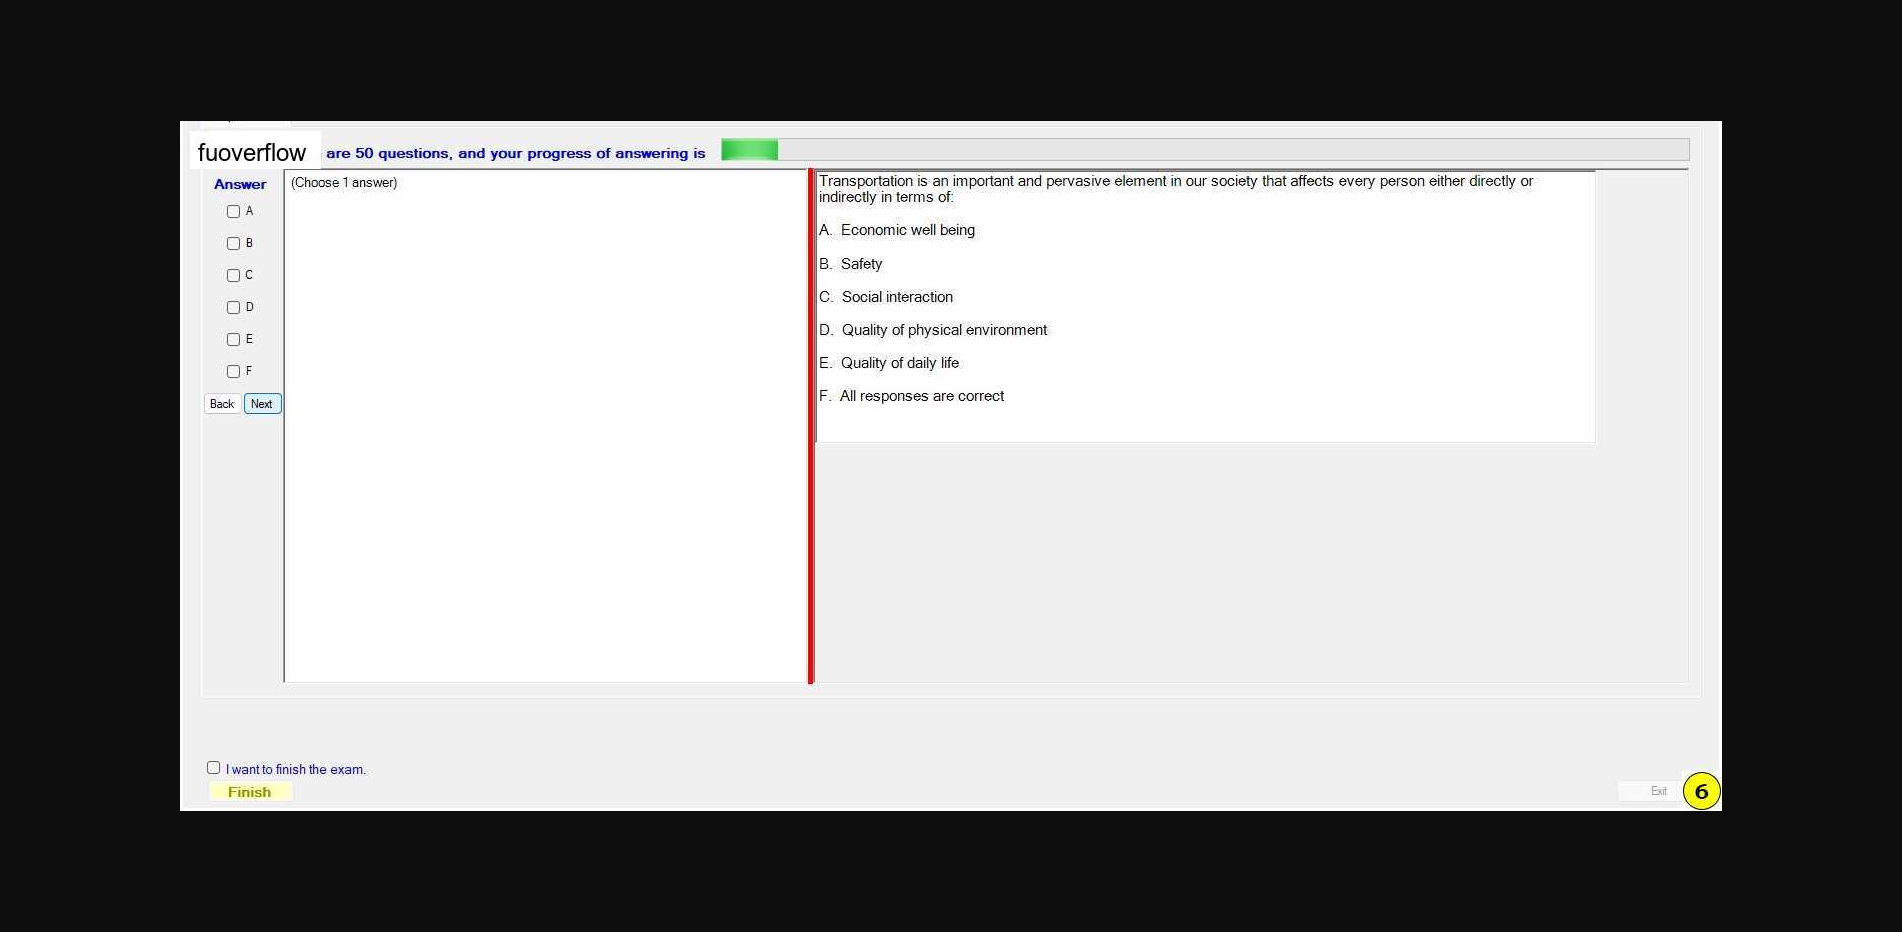 fuoverflow are 50 questions, and your progress of answering is
Answer
A
B
C
D
E
F
Back Next
(Choose 1 answer)
Transportation is an important and pervasive element in our society that affects every person either directly or
indirectly in terms of:
A. Economic well being
B. Safety
C. Social interaction
D. Quality of physical environment
E. Quality of daily life
F. All responses are correct
I want to finish the exam.
Finish
Exit
6